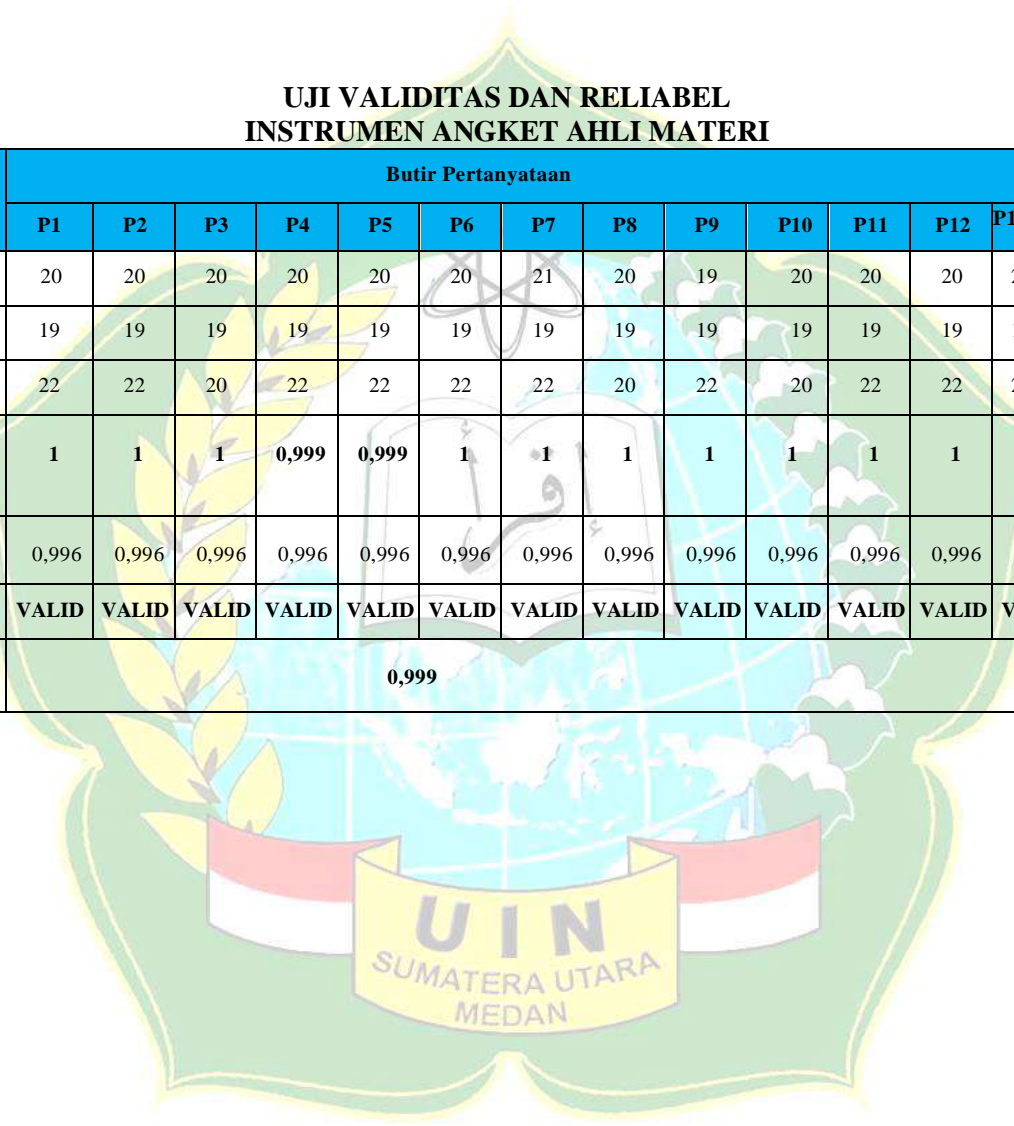 UJI VALIDITAS DAN RELIABEL
INSTRUMEN ANGKET AHLI MATERI
Butir Pertanyataan
P1 P2 P3 P4 P5 P6 P7 P8 P9 P10 P11 P12
20 20 20 20 20 20 21 20 19 20 20 20
19 19 19 19 19 19 19 19 19 19 19 19
22 22 20 22 22 22 22 20 22 20 22 22
1 1 1 0,999 0,999 1 1 1 1 1 1 1
0,996 0,996 0,996 0,996 0,996 0,996 0,996 0,996 0,996 0,996 0,996 0,996
VALID VALID VALID VALID VALID VALID VALID VALID VALID VALID VALID VALID
0,999
إقرأ
UIN
SUMATERA UTARA
MEDAN